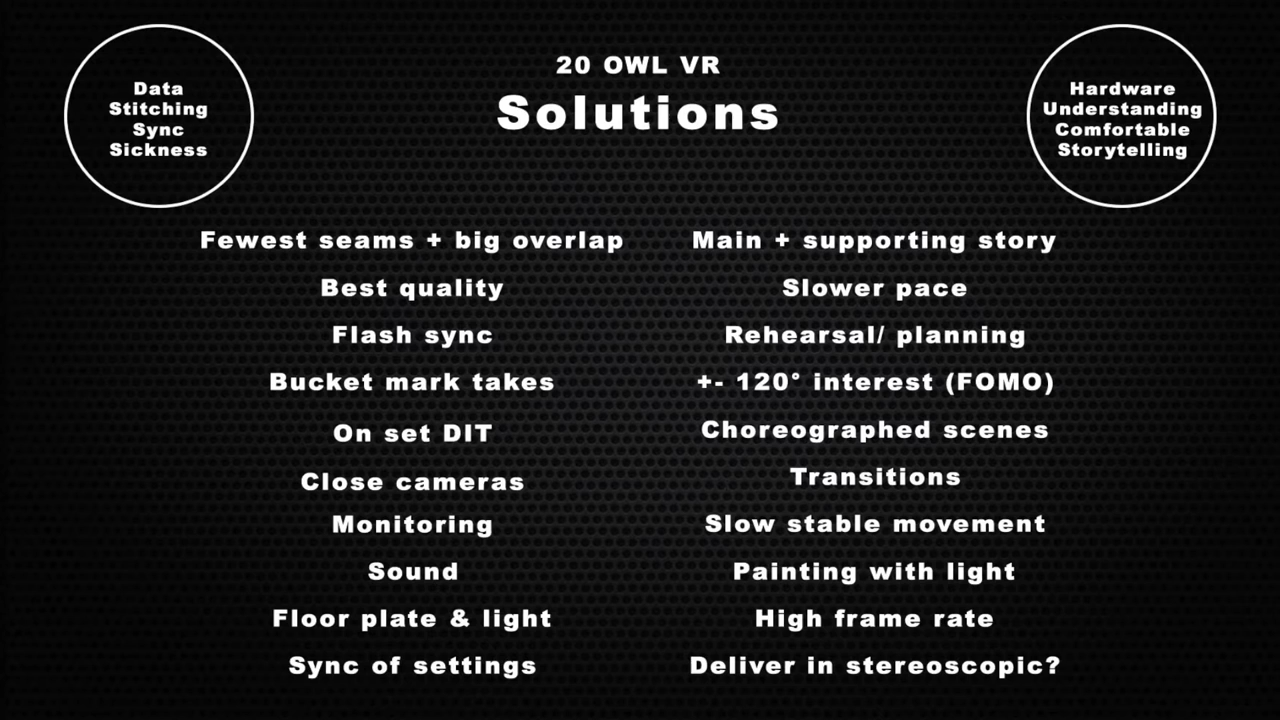 20 OWL VR
Solutions
Data
Stitching
Sync
Sickness
Hardware
Understanding
Comfortable
Storytelling
Fewest seams + big overlap
Best quality
Flash sync
Bucket mark takes
On set DIT
Close cameras
Monitoring
Sound
Floor plate & light
Sync of settings
Main + supporting story
Slower pace
Rehearsal/ planning
+- 120° interest (FOMO)
Choreographed scenes
Transitions
Slow stable movement
Painting with light
High frame rate
Deliver in stereoscopic?